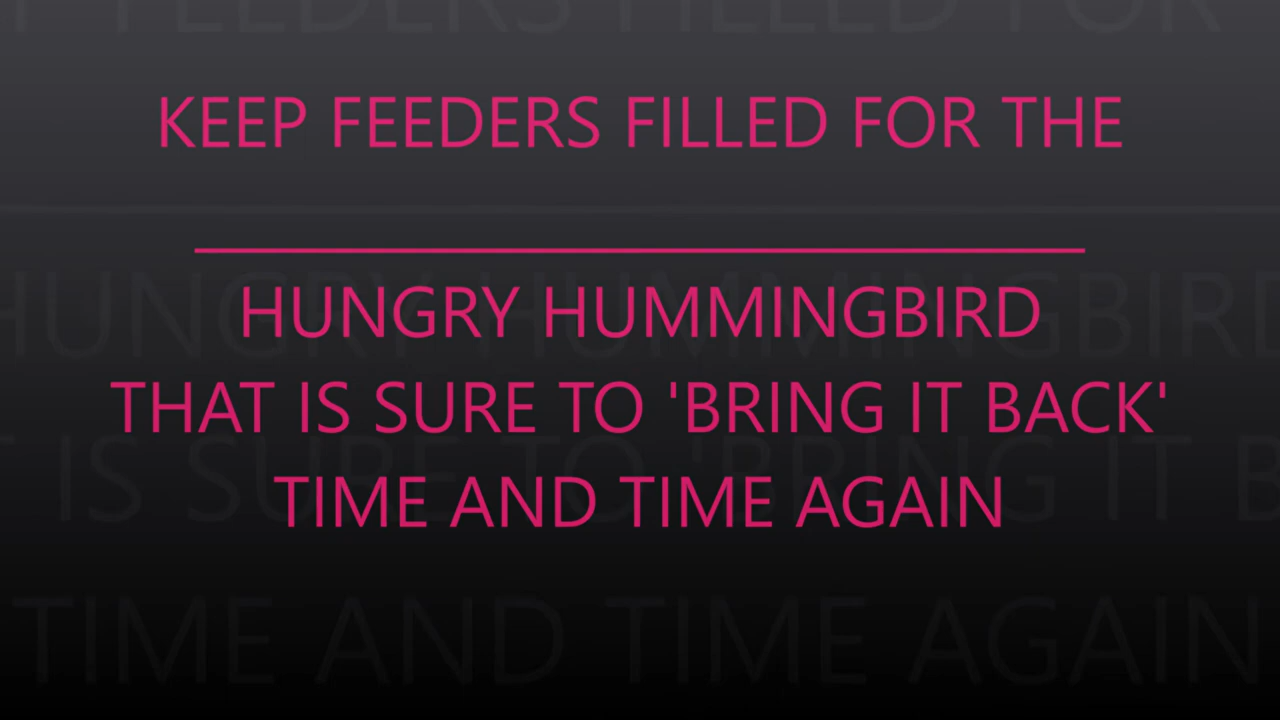 KEEP FEEDERS FILLED FOR THE
HUNGRY HUMMINGBIRD
THAT IS SURE TO 'BRING IT BACK'
TIME AND TIME AGAIN